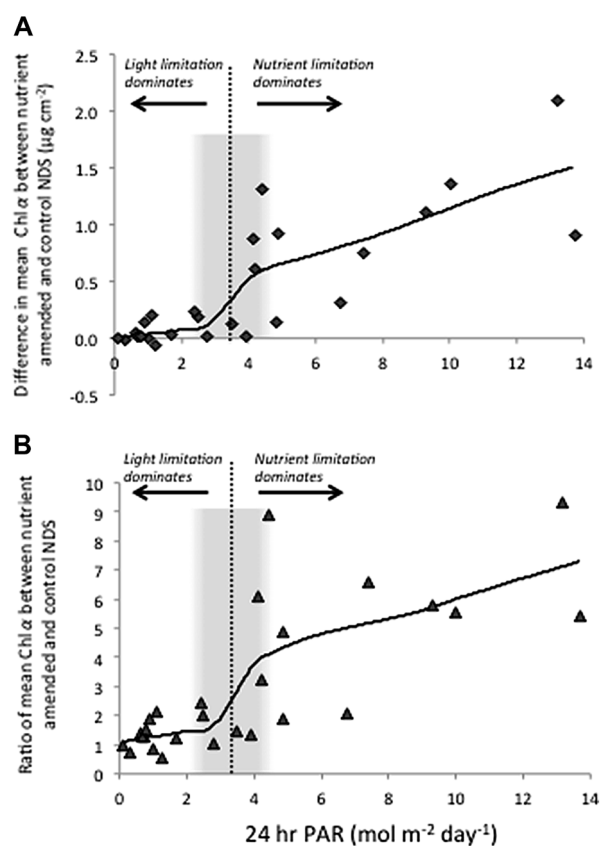 A
Difference in mean Chl α between nutrient
amended and control NDS (µg cm-2)
Light limitation
dominates
Nutrient limitation
dominates
2.5
2.0
1.5
1.0
0.5
0.0
-0.5
0 2 4 6 8 10 12 14
B
Ratio of mean Chl α between nutrient
amended and control NDS
Light limitation
dominates
Nutrient limitation
dominates
10
9
8
7
6
5
4
3
2
1
0
0 2 4 6 8 10 12 14
24 hr PAR (mol m-2 day-1)